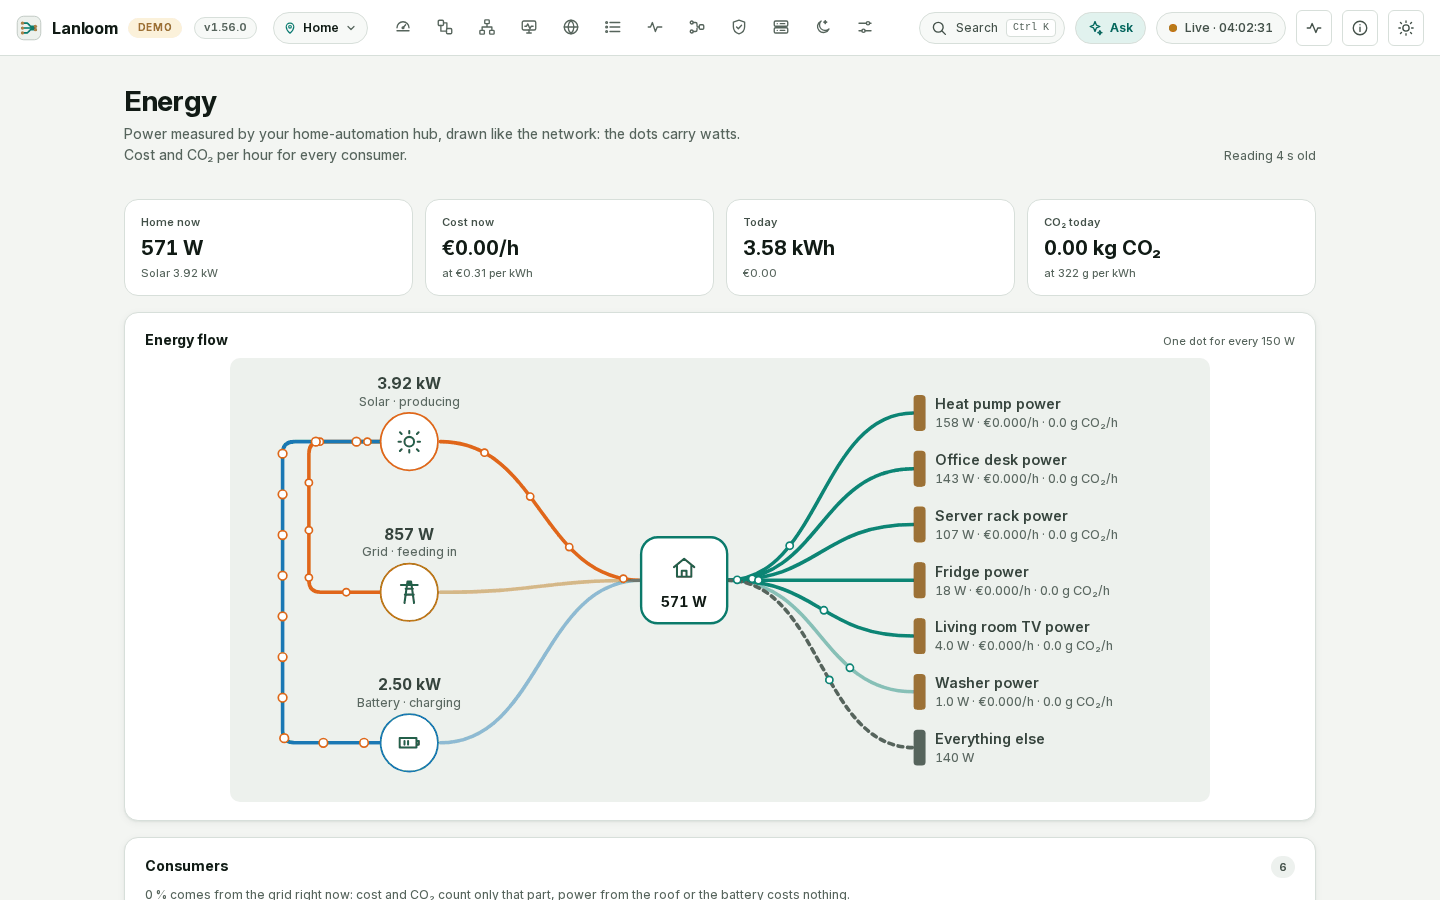 Lanloom DEMO v1.56.0 Home Search Ctrl K Ask Live · 04:02:31
Energy
Power measured by your home-automation hub, drawn like the network: the dots carry watts.
Cost and CO₂ per hour for every consumer.
Reading 4 s old
Home now
571 W
Solar 3.92 kW
Cost now
€0.00/h
at €0.31 per kWh
Today
3.58 kWh
€0.00
CO₂ today
0.00 kg CO₂
at 322 g per kWh
Energy flow
One dot for every 150 W
3.92 kW
Solar · producing
857 W
Grid · feeding in
2.50 kW
Battery · charging
571 W
Heat pump power
158 W · €0.000/h · 0.0 g CO₂/h
Office desk power
143 W · €0.000/h · 0.0 g CO₂/h
Server rack power
107 W · €0.000/h · 0.0 g CO₂/h
Fridge power
18 W · €0.000/h · 0.0 g CO₂/h
Living room TV power
4.0 W · €0.000/h · 0.0 g CO₂/h
Washer power
1.0 W · €0.000/h · 0.0 g CO₂/h
Everything else
140 W
Consumers
6
0 % comes from the grid right now: cost and CO₂ count only that part, power from the roof or the battery costs nothing.